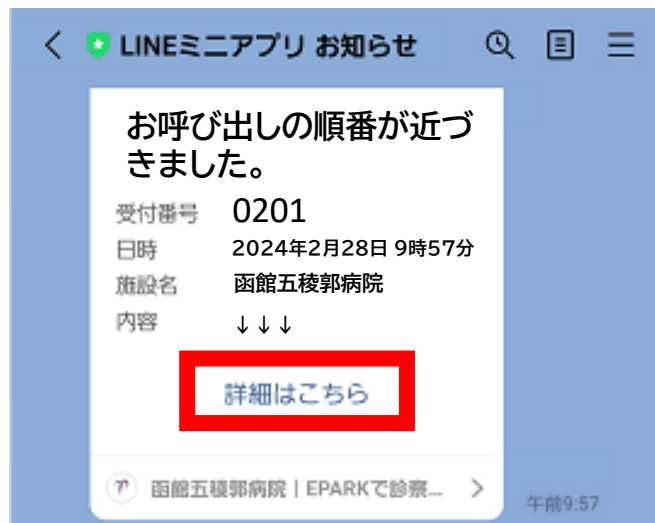 LINEミニアプリ お知らせ
お呼び出しの順番が近づ
きました。
受付番号 0201
日時 2024年2月28日 9時57分
施設名 函館五稜郭病院
内容 ↓↓↓
詳細はこちら
函館五稜郭病院 | EPARKで診察...
午前9:57